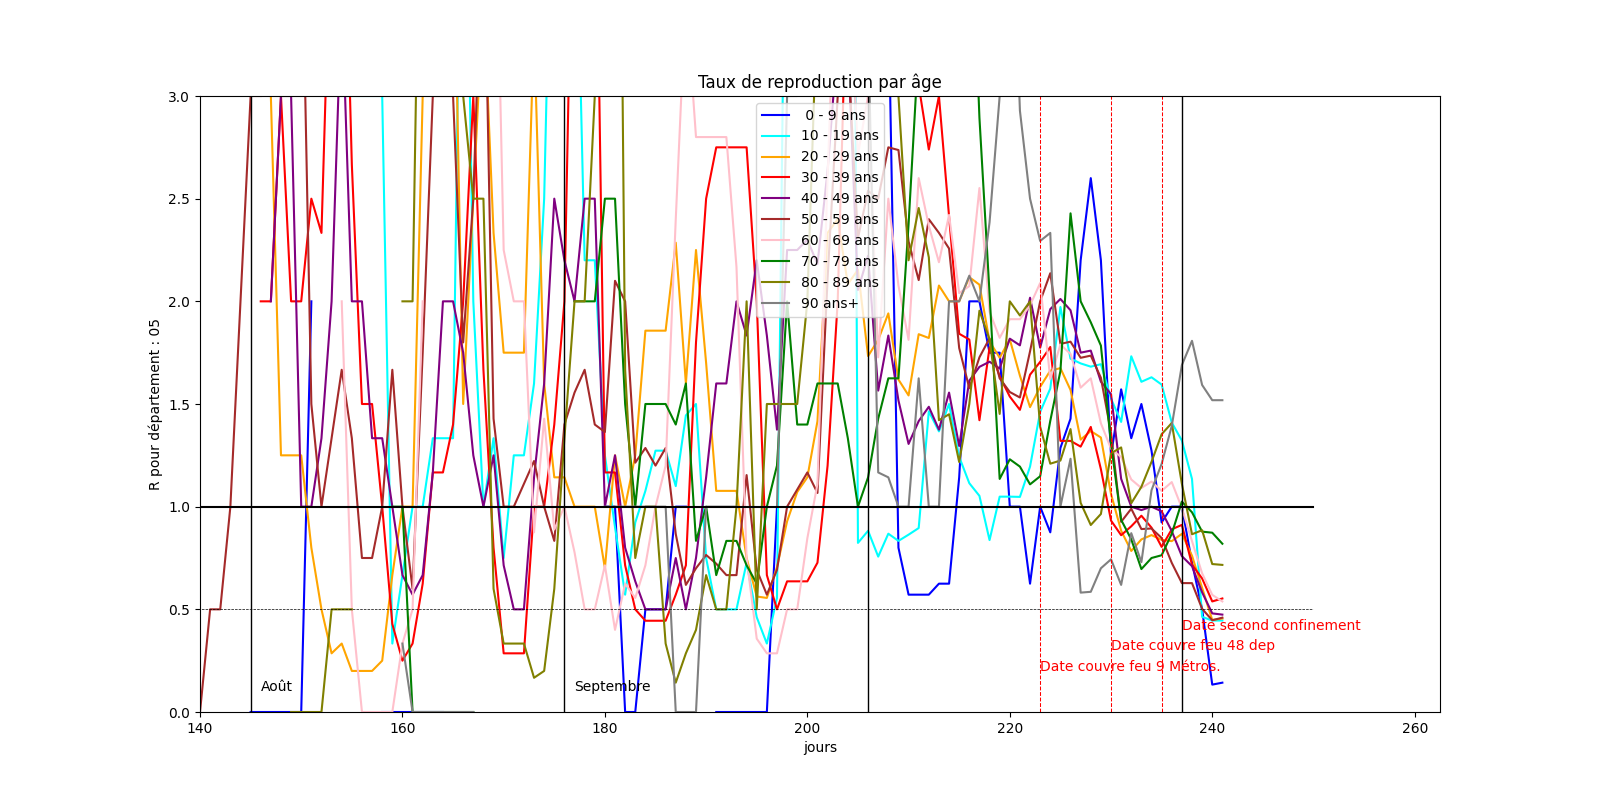 Taux de reproduction par âge
3.0
2.5
2.0
1.5
1.0
0.5
0.0
R pour département : 05
0 - 9 ans
10 - 19 ans
20 - 29 ans
30 - 39 ans
40 - 49 ans
50 - 59 ans
60 - 69 ans
70 - 79 ans
80 - 89 ans
90 ans+
Date second confinement
Date couvre feu 48 dep
Date couvre feu 9 Métros.
Août
Septembre
140 160 180 200 220 240 260
jours